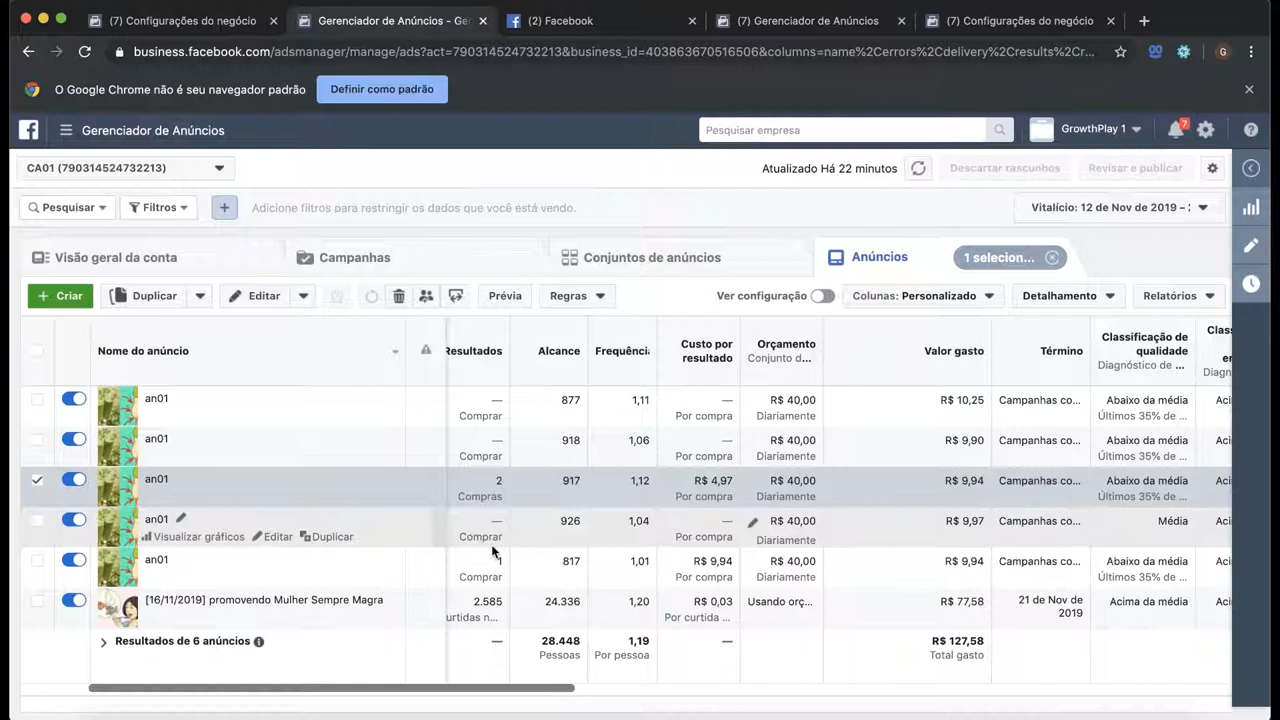 (7) Configurações do negócio
Gerenciador de Anúncios - Ge
(2) Facebook
(7) Gerenciador de Anúncios
(7) Configurações do negócio
business.facebook.com/adsmanager/manage/ads?act=790314524732213&business_id=403863670516506&columns=name%2Cerrors%2Cdelivery%2Cresults%2Cr...
G
O Google Chrome não é seu navegador padrão
Definir como padrão
Gerenciador de Anúncios
Pesquisar empresa
GrowthPlay 1
7
CA01 (790314524732213)
Atualizado Há 22 minutos
Descartar rascunhos
Revisar e publicar
Pesquisar
Filtros
Adicione filtros para restringir os dados que você está vendo.
Vitalício: 12 de Nov de 2019 –
Visão geral da conta
Campanhas
Conjuntos de anúncios
Anúncios
1 selecion...
+ Criar
Duplicar
Editar
Prévia
Regras
Ver configuração
Colunas: Personalizado
Detalhamento
Relatórios
Nome do anúncio
Resultados
Alcance
Frequênci
Custo por
resultado
Orçamento
Conjunto d...
Valor gasto
Término
Classificação de
qualidade
Diagnóstico de ...
Clas
en
Diagn
an01
—
Comprar
877
1,11
—
Por compra
R$ 40,00
Diariamente
R$ 10,25
Campanhas co...
Abaixo da média
Últimos 35% de ...
Aci
an01
—
Comprar
918
1,06
—
Por compra
R$ 40,00
Diariamente
R$ 9,90
Campanhas co...
Abaixo da média
Últimos 35% de ...
Aci
an01
2
Compras
917
1,12
R$ 4,97
Por compra
R$ 40,00
Diariamente
R$ 9,94
Campanhas co...
Abaixo da média
Últimos 35% de ...
Aci
an01
Visualizar gráficos
Editar
Duplicar
—
Comprar
926
1,04
—
Por compra
R$ 40,00
Diariamente
R$ 9,97
Campanhas co...
Média
Aci
an01
1
Comprar
817
1,01
R$ 9,94
Por compra
R$ 40,00
Diariamente
R$ 9,94
Campanhas co...
Abaixo da média
Últimos 35% de ...
Aci
[16/11/2019] promovendo Mulher Sempre Magra
2.585
urtidas n...
24.336
1,20
R$ 0,03
Por curtida ...
Usando orç...
R$ 77,58
21 de Nov de
2019
Acima da média
Aci
Resultados de 6 anúncios
—
28.448
Pessoas
1,19
Por pessoa
—
R$ 127,58
Total gasto